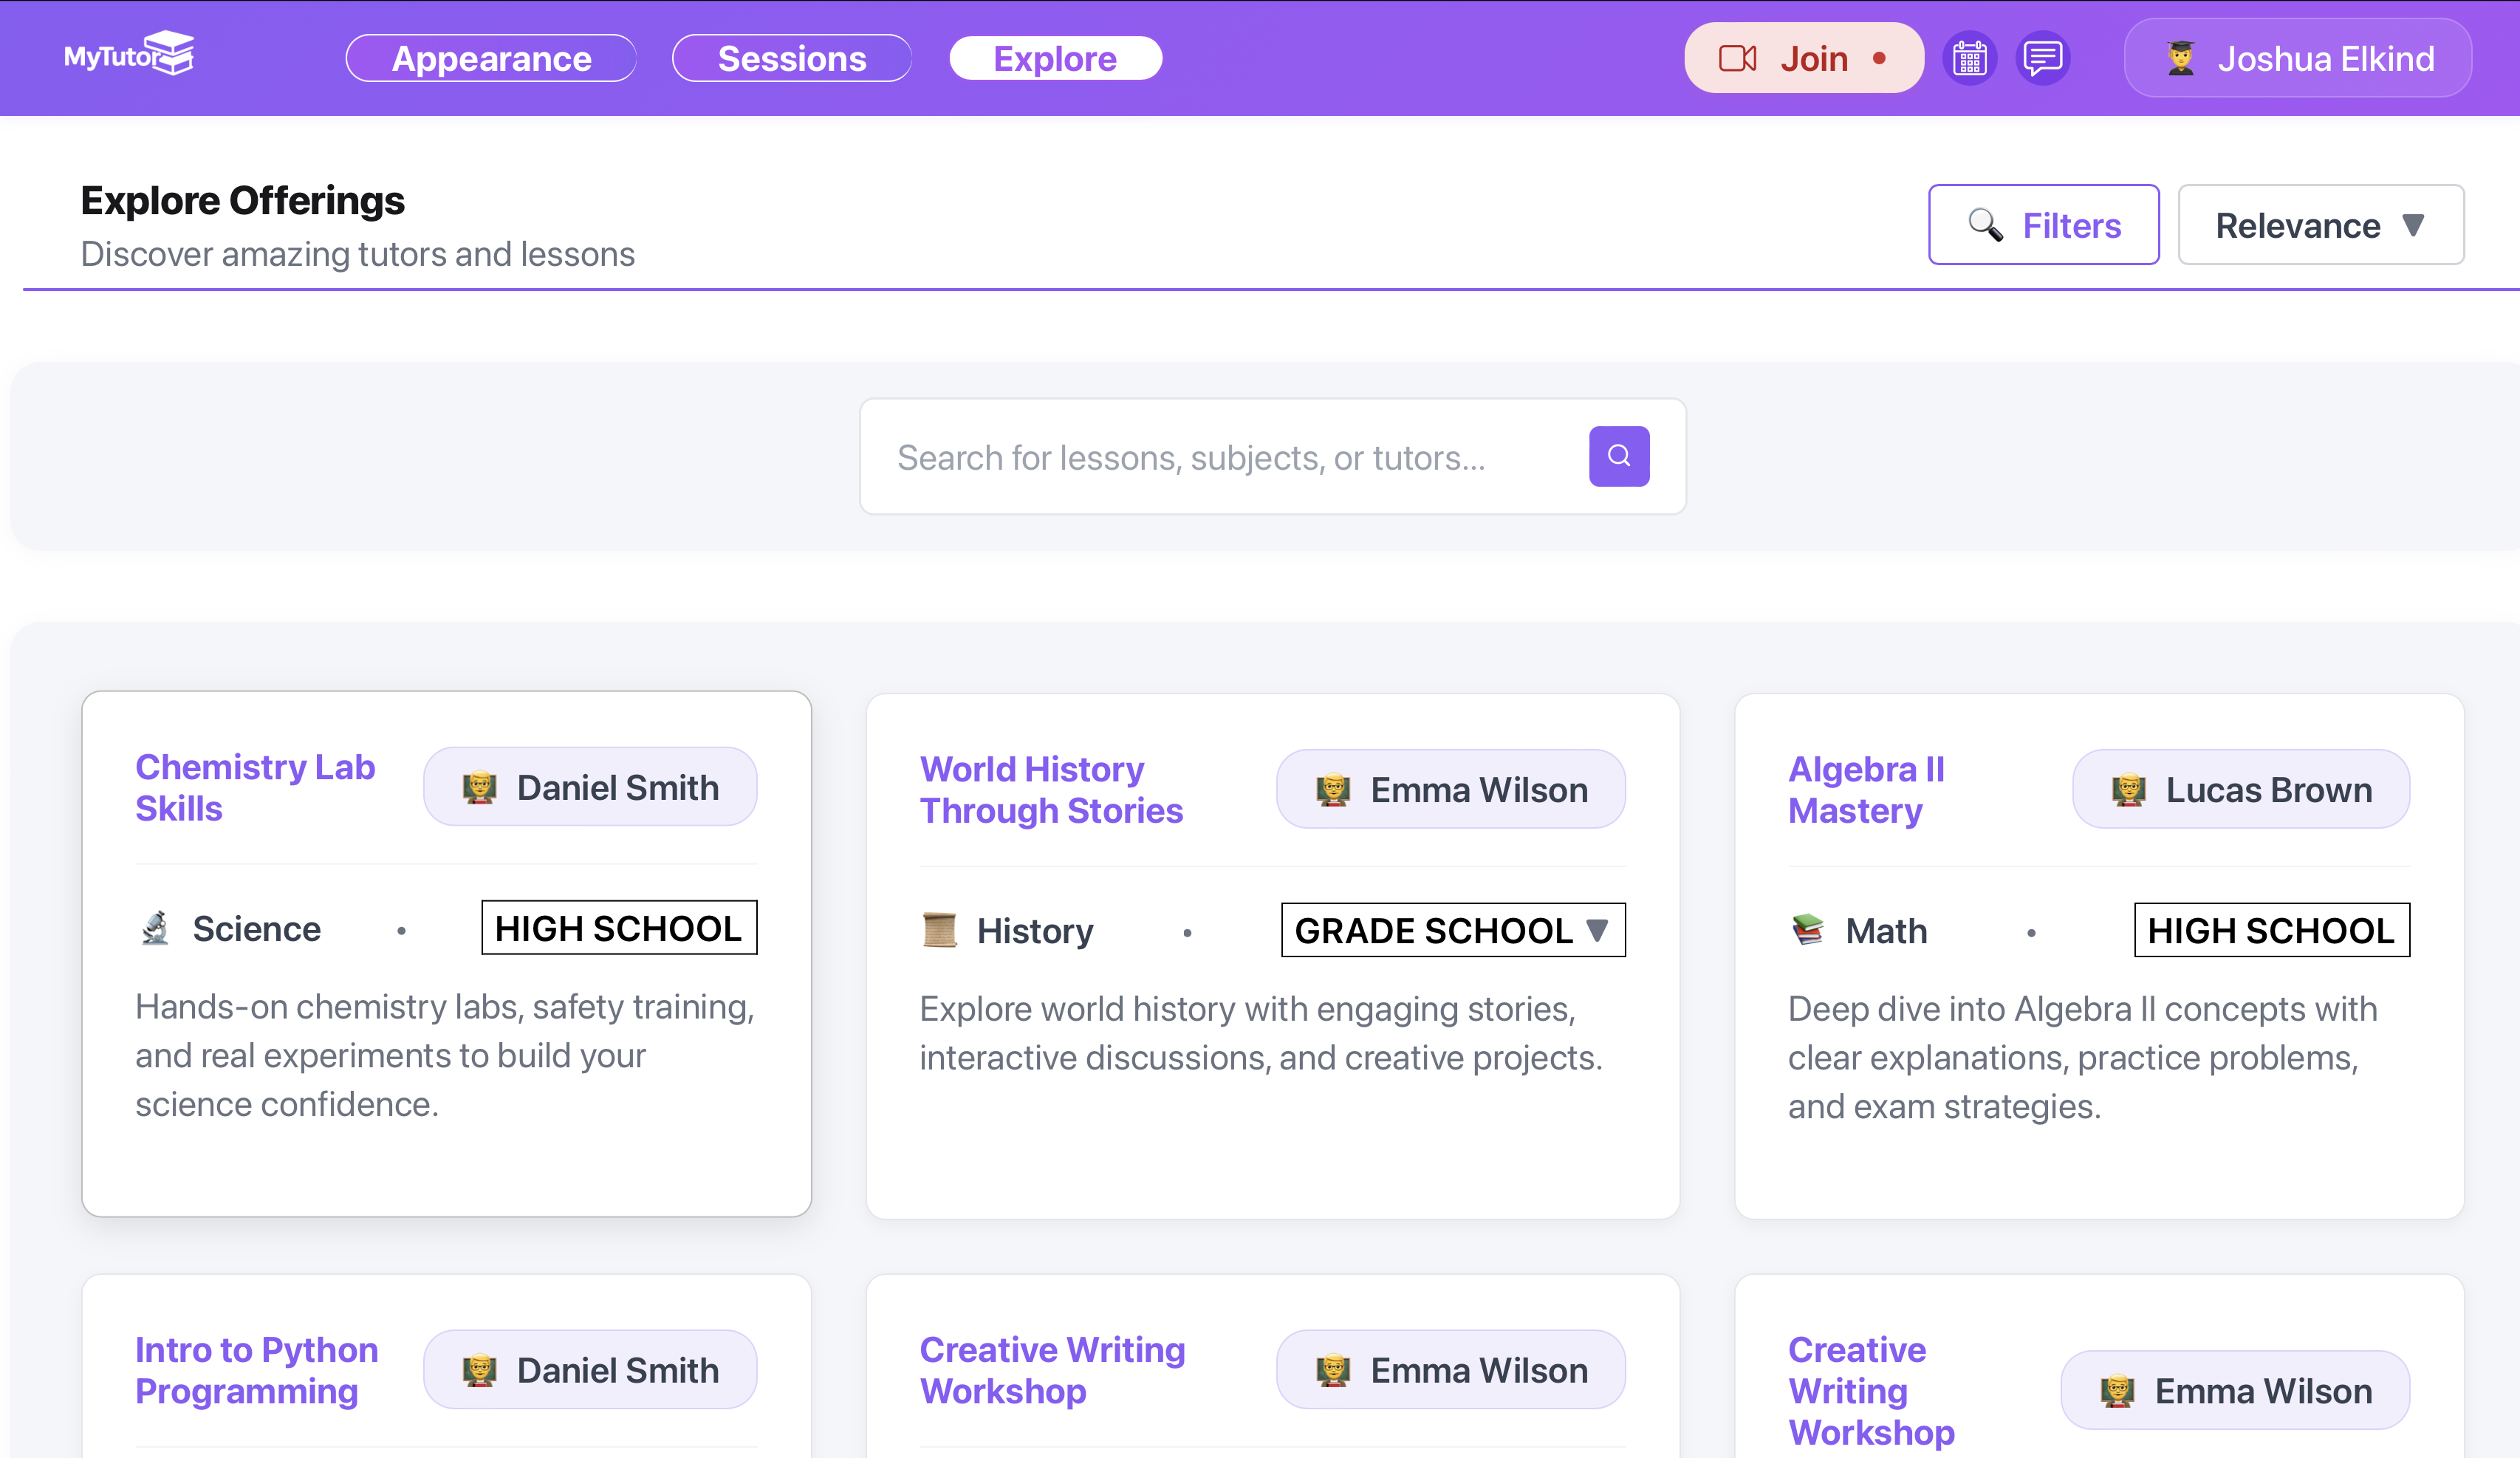 MyTutor
Appearance
Sessions
Explore
Join
Joshua Elkind
Explore Offerings
Discover amazing tutors and lessons
Filters
Relevance
Search for lessons, subjects, or tutors...
Chemistry Lab
Skills
Daniel Smith
Science
•
HIGH SCHOOL
Hands-on chemistry labs, safety training,
and real experiments to build your
science confidence.
World History
Through Stories
Emma Wilson
History
•
GRADE SCHOOL
Explore world history with engaging stories,
interactive discussions, and creative projects.
Algebra II
Mastery
Lucas Brown
Math
•
HIGH SCHOOL
Deep dive into Algebra II concepts with
clear explanations, practice problems,
and exam strategies.
Intro to Python
Programming
Daniel Smith
Creative Writing
Workshop
Emma Wilson
Creative
Writing
Workshop
Emma Wilson